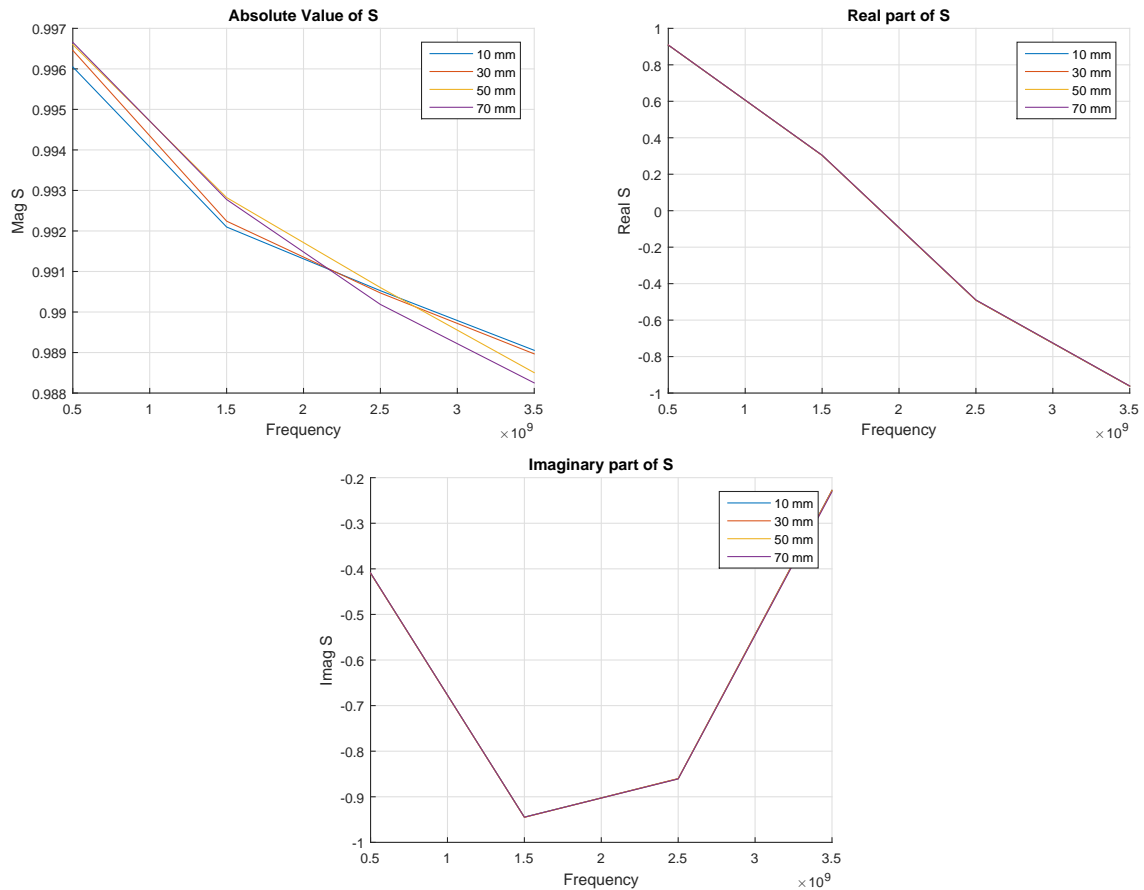 Absolute Value of S
0.997
0.996
0.995
0.994
0.993
0.992
0.991
0.99
0.989
0.988
Mag S
10 mm
30 mm
50 mm
70 mm
0.5 1 1.5 2 2.5 3 3.5
Frequency
×10^9
Real part of S
1
0.8
0.6
0.4
0.2
0
-0.2
-0.4
-0.6
-0.8
-1
Real S
10 mm
30 mm
50 mm
70 mm
0.5 1 1.5 2 2.5 3 3.5
Frequency
×10^9
Imaginary part of S
-0.2
-0.3
-0.4
-0.5
-0.6
-0.7
-0.8
-0.9
-1
Imag S
10 mm
30 mm
50 mm
70 mm
0.5 1 1.5 2 2.5 3 3.5
Frequency
×10^9